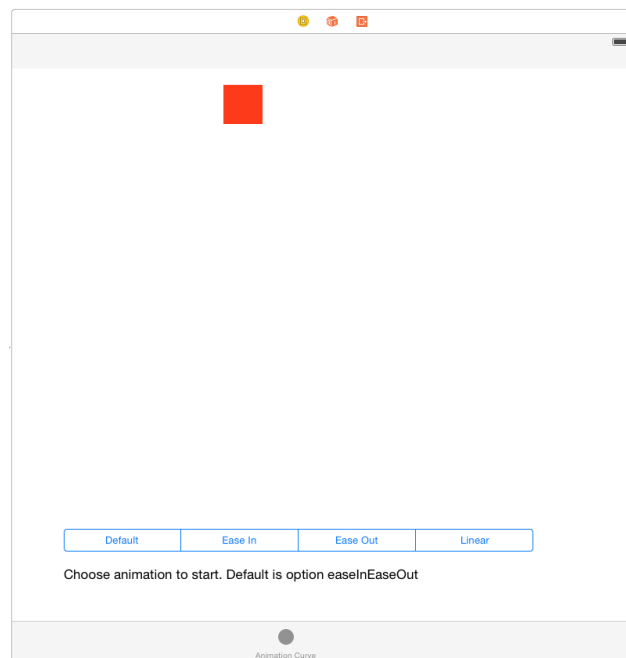 Default Ease In Ease Out Linear
Choose animation to start. Default is option easeInEaseOut
Animation Curve